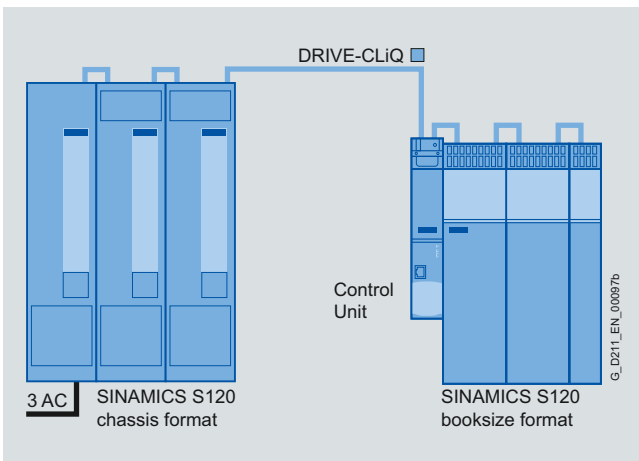 DRIVE-CLiQ
Control
Unit
3 AC
SINAMICS S120
chassis format
SINAMICS S120
booksize format
G_D211_EN_00097b